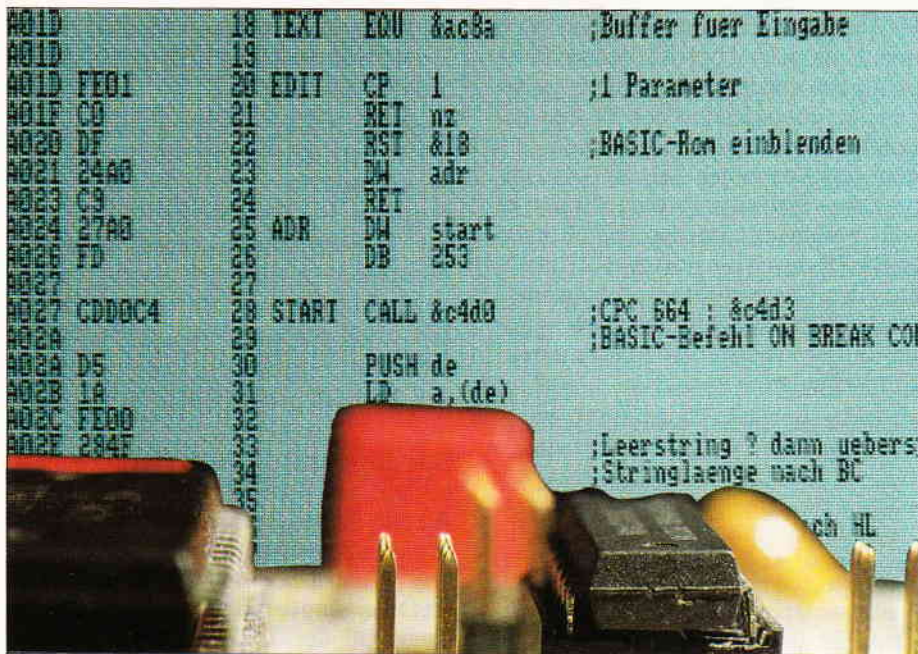 A01D 18 TEXT EQU &ac8a ;Buffer fuer Eingabe
A01D 19
A01D FE01 20 EDIT CP 1 ;1 Parameter
A01F C0 21 RET nz
A020 DF 22 RST &18 ;BASIC-Rom einblenden
A021 24A0 23 DW adr
A023 C9 24 RET
A024 27A0 25 ADR DW start
A026 FD 26 DB 253
A027 27
A027 CDD0C4 28 START CALL &c4d0 ;CPC 664 : &c4d3
A02A 29 ;BASIC-Befehl ON BREAK CO
A02A D5 30 PUSH de
A02B 1A 31 LD a,(de)
A02C FE00 32
A02E 284F 33 ;Leerstring ? dann uebers
34 ;Stringlaenge nach BC
35
ch HL